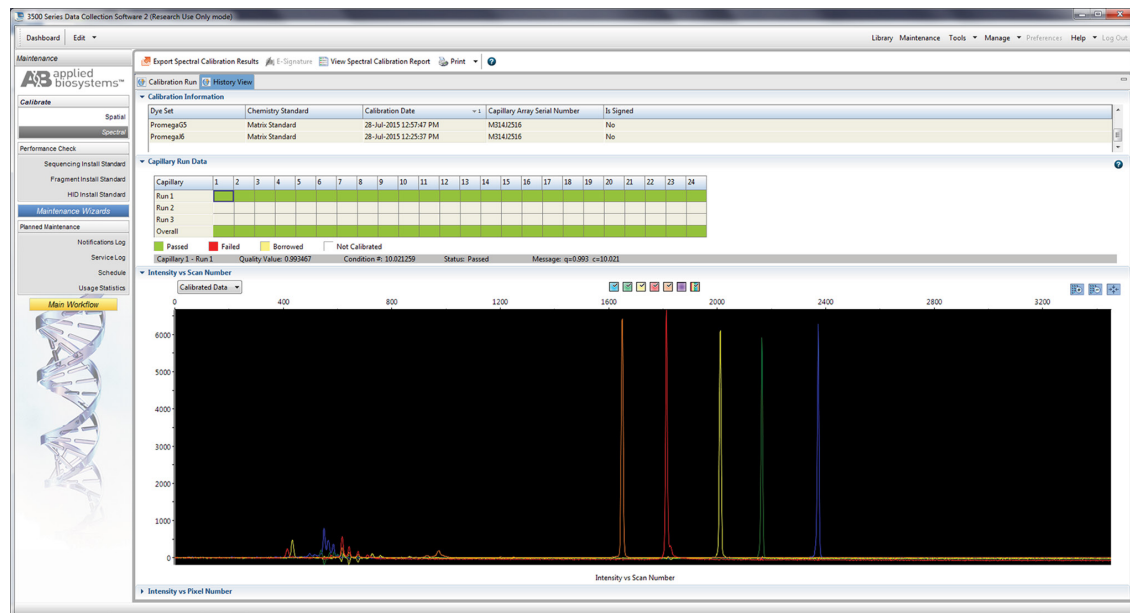 3500 Series Data Collection Software 2 (Research Use Only mode)
Dashboard Edit Library Maintenance Tools Manage Preferences Help Log Out
Maintenance
AB applied biosystems™
Calibrate
Spatial
Spectral
Performance Check
Sequencing Install Standard
Fragment Install Standard
HID Install Standard
Maintenance Wizards
Planned Maintenance
Notifications Log
Service Log
Schedule
Usage Statistics
Main Workflow
Export Spectral Calibration Results E-Signature View Spectral Calibration Report Print
Calibration Run History View
Calibration Information
Dye Set Chemistry Standard Calibration Date 1 Capillary Array Serial Number Is Signed
PromegaG5 Matrix Standard 28-Jul-2015 12:57:47 PM M314J2516 No
PromegaJ6 Matrix Standard 28-Jul-2015 12:25:37 PM M314J2516 No
Capillary Run Data
Capillary 1 2 3 4 5 6 7 8 9 10 11 12 13 14 15 16 17 18 19 20 21 22 23 24
Run 1
Run 2
Run 3
Overall
Passed Failed Borrowed Not Calibrated
Capillary 1 - Run 1 Quality Value: 0.993467 Condition #: 10.021259 Status: Passed Message: q=0.993 c=10.021
Intensity vs Scan Number
Calibrated Data
0 400 800 1200 1600 2000 2400 2800 3200
6000
5000
4000
3000
2000
1000
0
Intensity vs Scan Number
Intensity vs Pixel Number